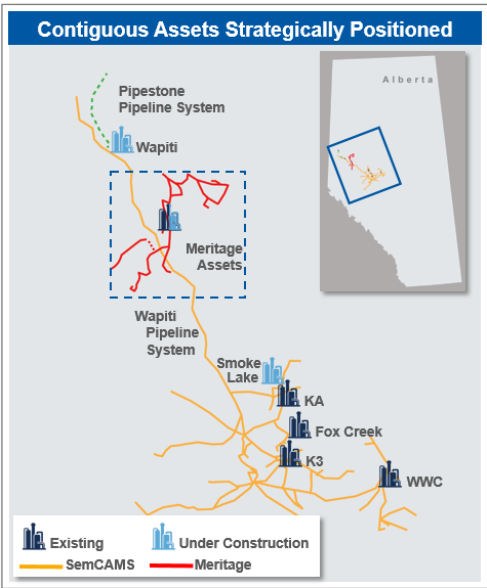 Contiguous Assets Strategically Positioned
Alberta
Pipestone
Pipeline System
Wapiti
Meritage
Assets
Wapiti
Pipeline
System
Smoke
Lake
KA
Fox Creek
K3
WWC
Existing
Under Construction
SemCAMS
Meritage